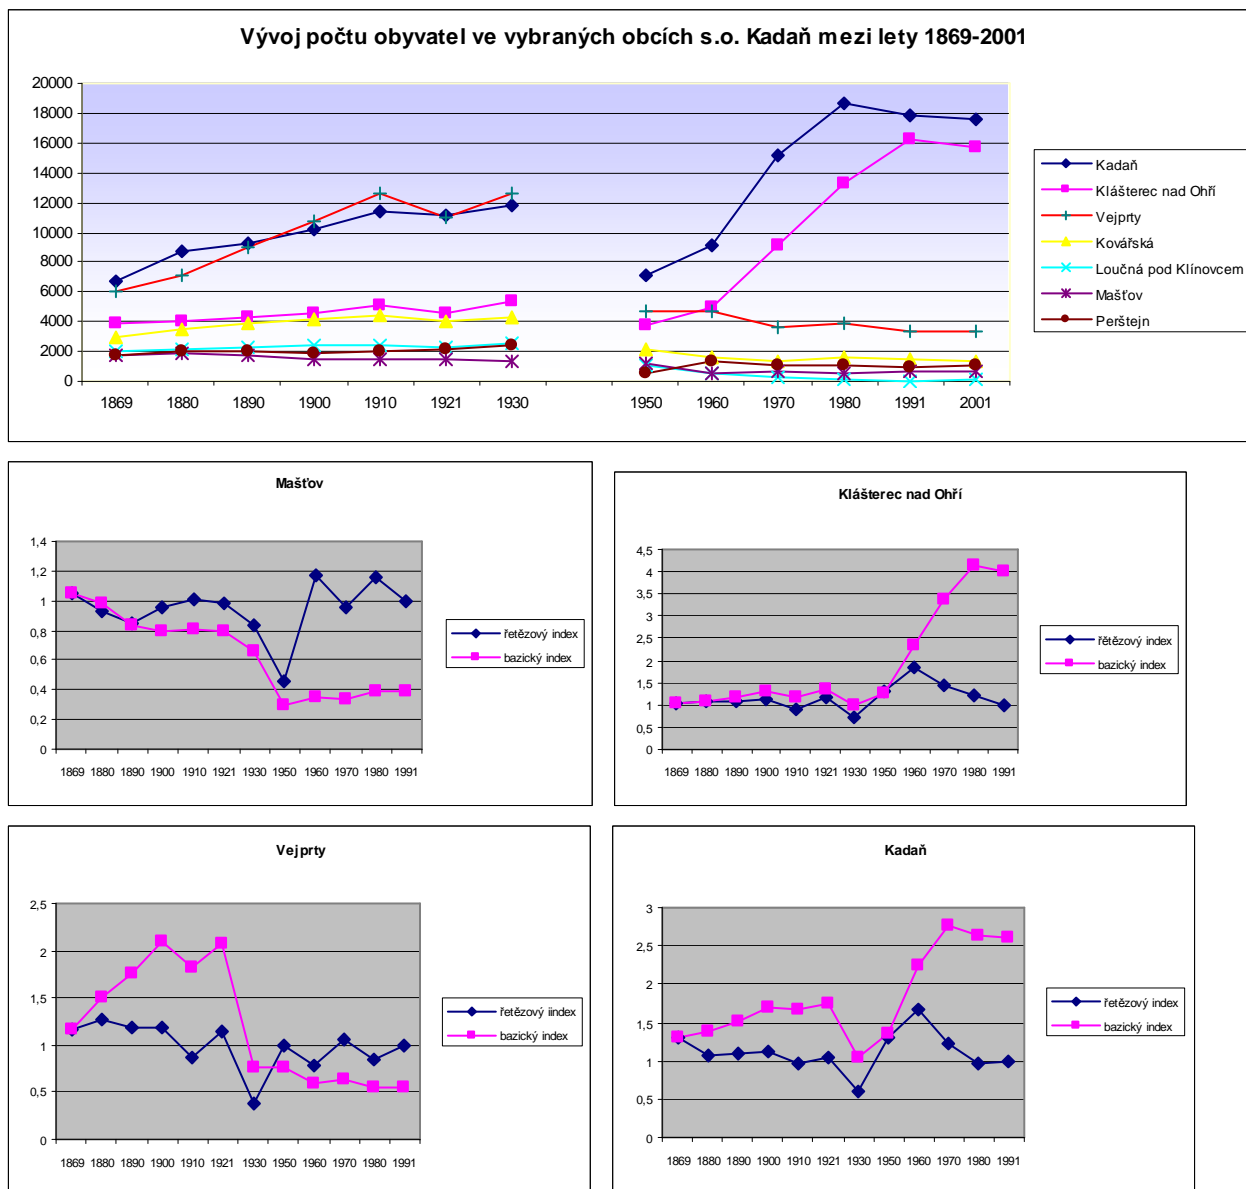 Vývoj počtu obyvatel ve vybraných obcích s.o. Kadaň mezi lety 1869-2001
20000
18000
16000
14000
12000
10000
8000
6000
4000
2000
0
1869 1880 1890 1900 1910 1921 1930 1950 1960 1970 1980 1991 2001
Kadaň
Klášterec nad Ohří
Vejprty
Kovářská
Loučná pod Klínovcem
Mašťov
Perštejn
Mašťov
1,4
1,2
1
0,8
0,6
0,4
0,2
0
1869 1880 1890 1900 1910 1921 1930 1950 1960 1970 1980 1991
řetězový index
bazický index
Klášterec nad Ohří
4,5
4
3,5
3
2,5
2
1,5
1
0,5
0
1869 1880 1890 1900 1910 1921 1930 1950 1960 1970 1980 1991
řětězový index
bazický index
Vejprty
2,5
2
1,5
1
0,5
0
1869 1880 1890 1900 1910 1921 1930 1950 1960 1970 1980 1991
řetězový iindex
bazický index
Kadaň
3
2,5
2
1,5
1
0,5
0
1869 1880 1890 1900 1910 1921 1930 1950 1960 1970 1980 1991
řetězový index
bazický index